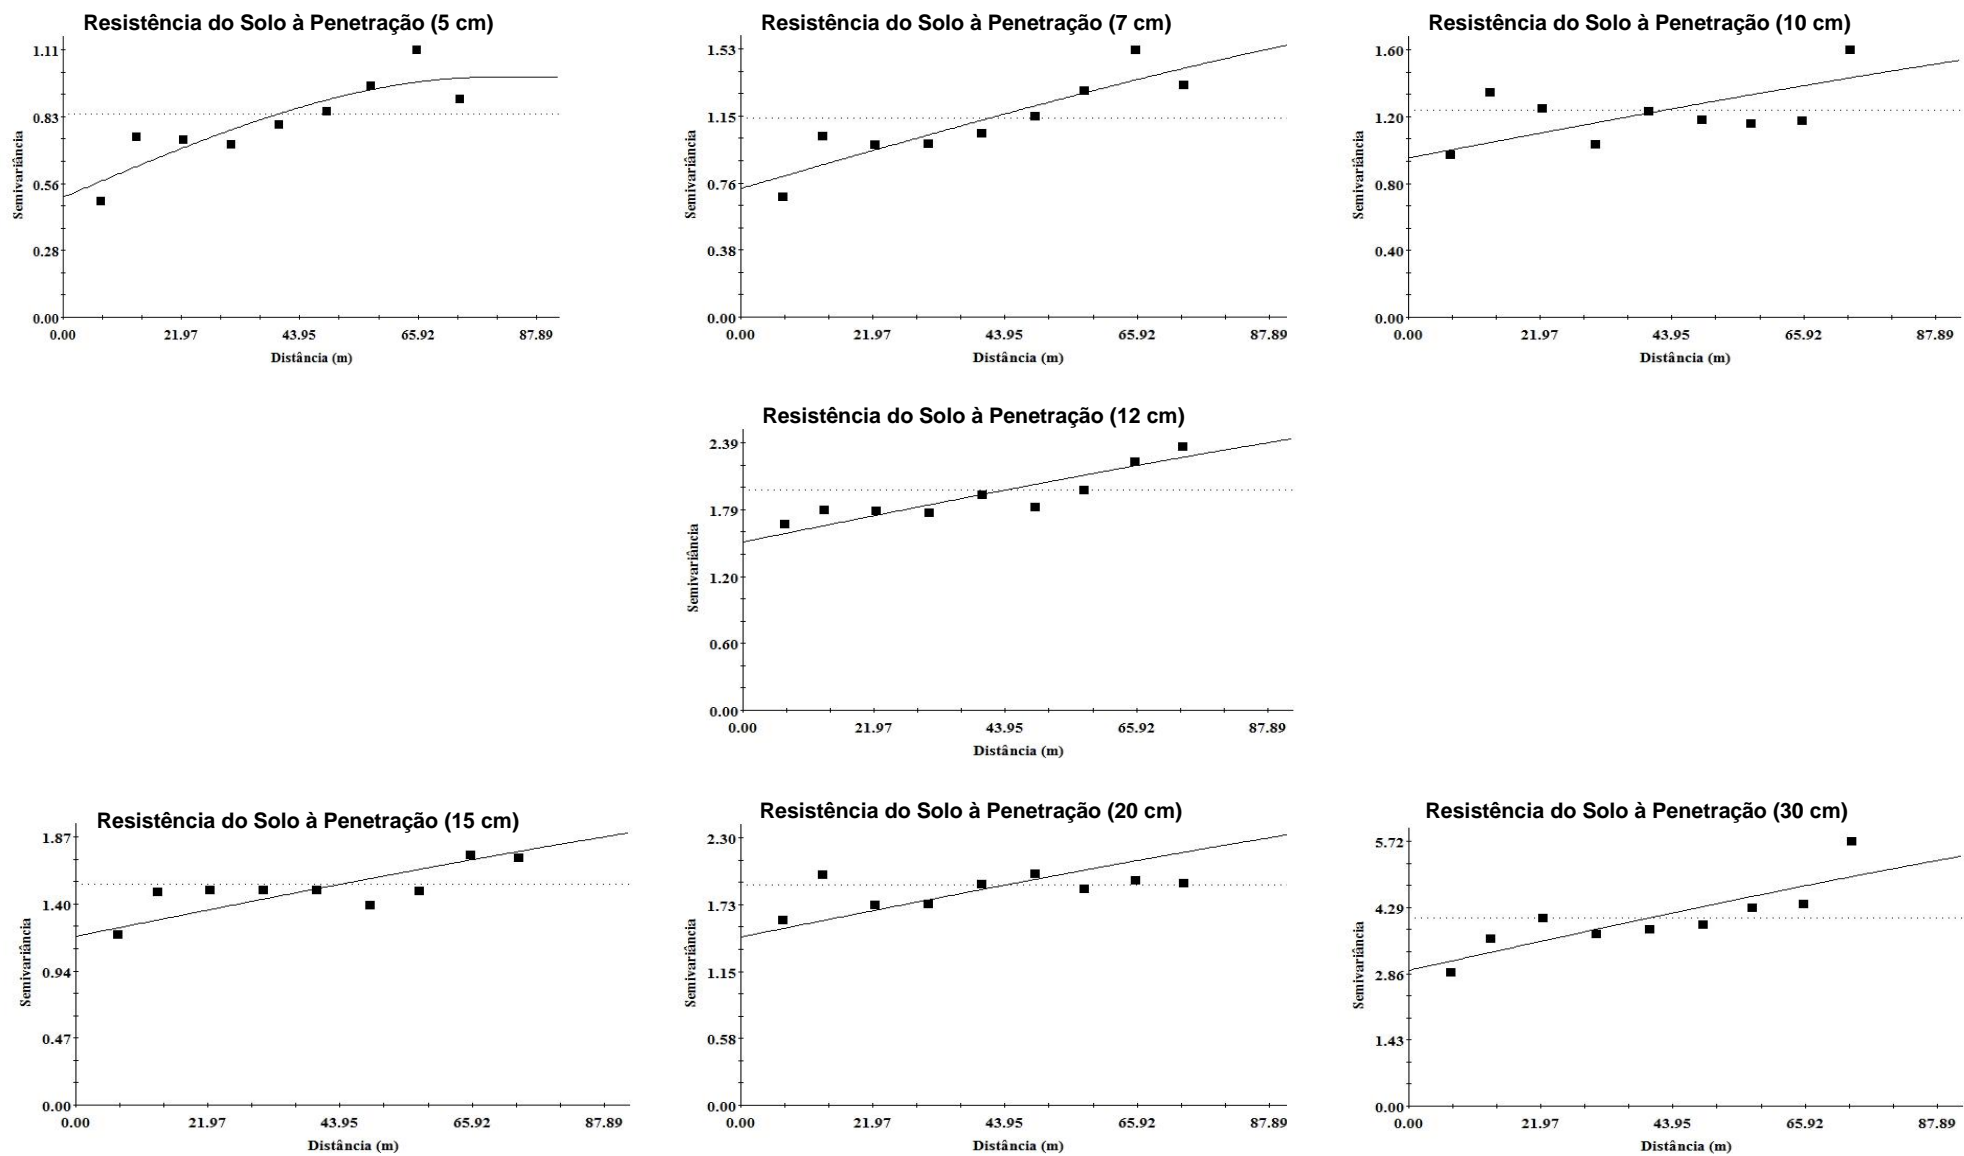 Resistência do Solo à Penetração (5 cm)
1.11
0.83
0.56
0.28
0.00
Semivariância
0.00 21.97 43.95 65.92 87.89
Distância (m)
Resistência do Solo à Penetração (7 cm)
1.53
1.15
0.76
0.38
0.00
Semivariância
0.00 21.97 43.95 65.92 87.89
Distância (m)
Resistência do Solo à Penetração (10 cm)
1.60
1.20
0.80
0.40
0.00
Semivariância
0.00 21.97 43.95 65.92 87.89
Distância (m)
Resistência do Solo à Penetração (12 cm)
2.39
1.79
1.20
0.60
0.00
Semivariância
0.00 21.97 43.95 65.92 87.89
Distância (m)
Resistência do Solo à Penetração (15 cm)
1.87
1.40
0.94
0.47
0.00
Semivariância
0.00 21.97 43.95 65.92 87.89
Distância (m)
Resistência do Solo à Penetração (20 cm)
2.30
1.73
1.15
0.58
0.00
Semivariância
0.00 21.97 43.95 65.92 87.89
Distância (m)
Resistência do Solo à Penetração (30 cm)
5.72
4.29
2.86
1.43
0.00
Semivariância
0.00 21.97 43.95 65.92 87.89
Distância (m)